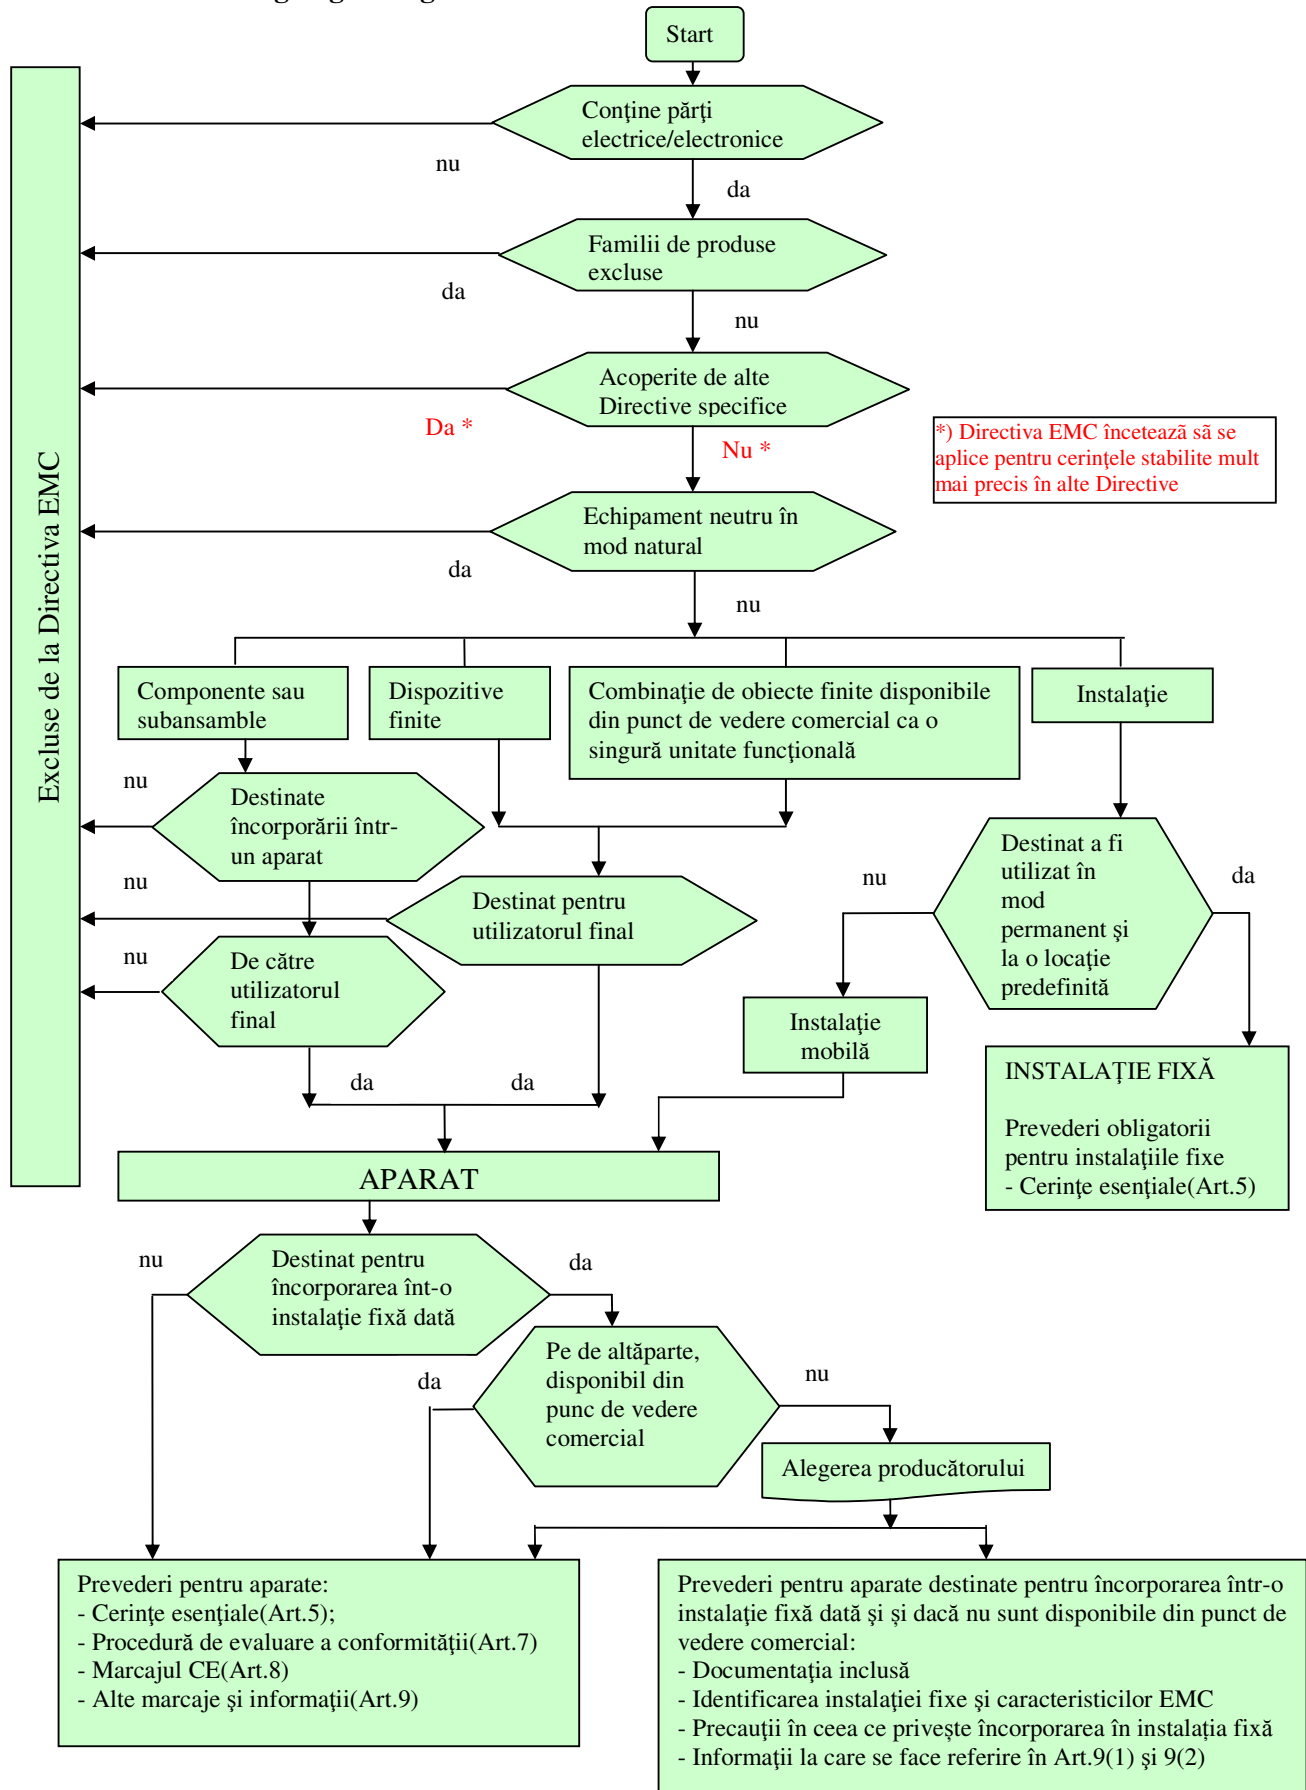 Start
Conţine părţi
electrice/electronice
nu
da
Familii de produse
excluse
da
nu
Acoperite de alte
Directive specifice
Da *
Nu *
*) Directiva EMC încetează să se
aplice pentru cerinţele stabilite mult
mai precis în alte Directive
Echipament neutru în
mod natural
da
nu
Excluse de la Directiva EMC
Componente sau
subansamble
Dispozitive
finite
Combinaţie de obiecte finite disponibile
din punct de vedere comercial ca o
singură unitate funcţională
Instalaţie
nu
Destinate
încorporării într-
un aparat
nu
Destinat pentru
utilizatorul final
nu
De către
utilizatorul
final
Destinat a fi
utilizat în
mod
permanent şi
la o locaţie
predefinită
nu
da
Instalaţie
mobilă
INSTALAŢIE FIXĂ
Prevederi obligatorii
pentru instalaţiile fixe
- Cerinţe esenţiale(Art.5)
da
da
APARAT
nu
Destinat pentru
încorporarea înt-o
instalaţie fixă dată
da
Pe de altăparte,
disponibil din
punc de vedere
comercial
da
nu
Alegerea producătorului
Prevederi pentru aparate:
- Cerinţe esenţiale(Art.5);
- Procedură de evaluare a conformităţii(Art.7)
- Marcajul CE(Art.8)
- Alte marcaje şi informaţii(Art.9)
Prevederi pentru aparate destinate pentru încorporarea într-o
instalaţie fixă dată şi şi dacă nu sunt disponibile din punct de
vedere comercial:
- Documentaţia inclusă
- Identificarea instalaţiei fixe şi caracteristicilor EMC
- Precauţii în ceea ce priveşte încorporarea în instalaţia fixă
- Informaţii la care se face referire în Art.9(1) şi 9(2)